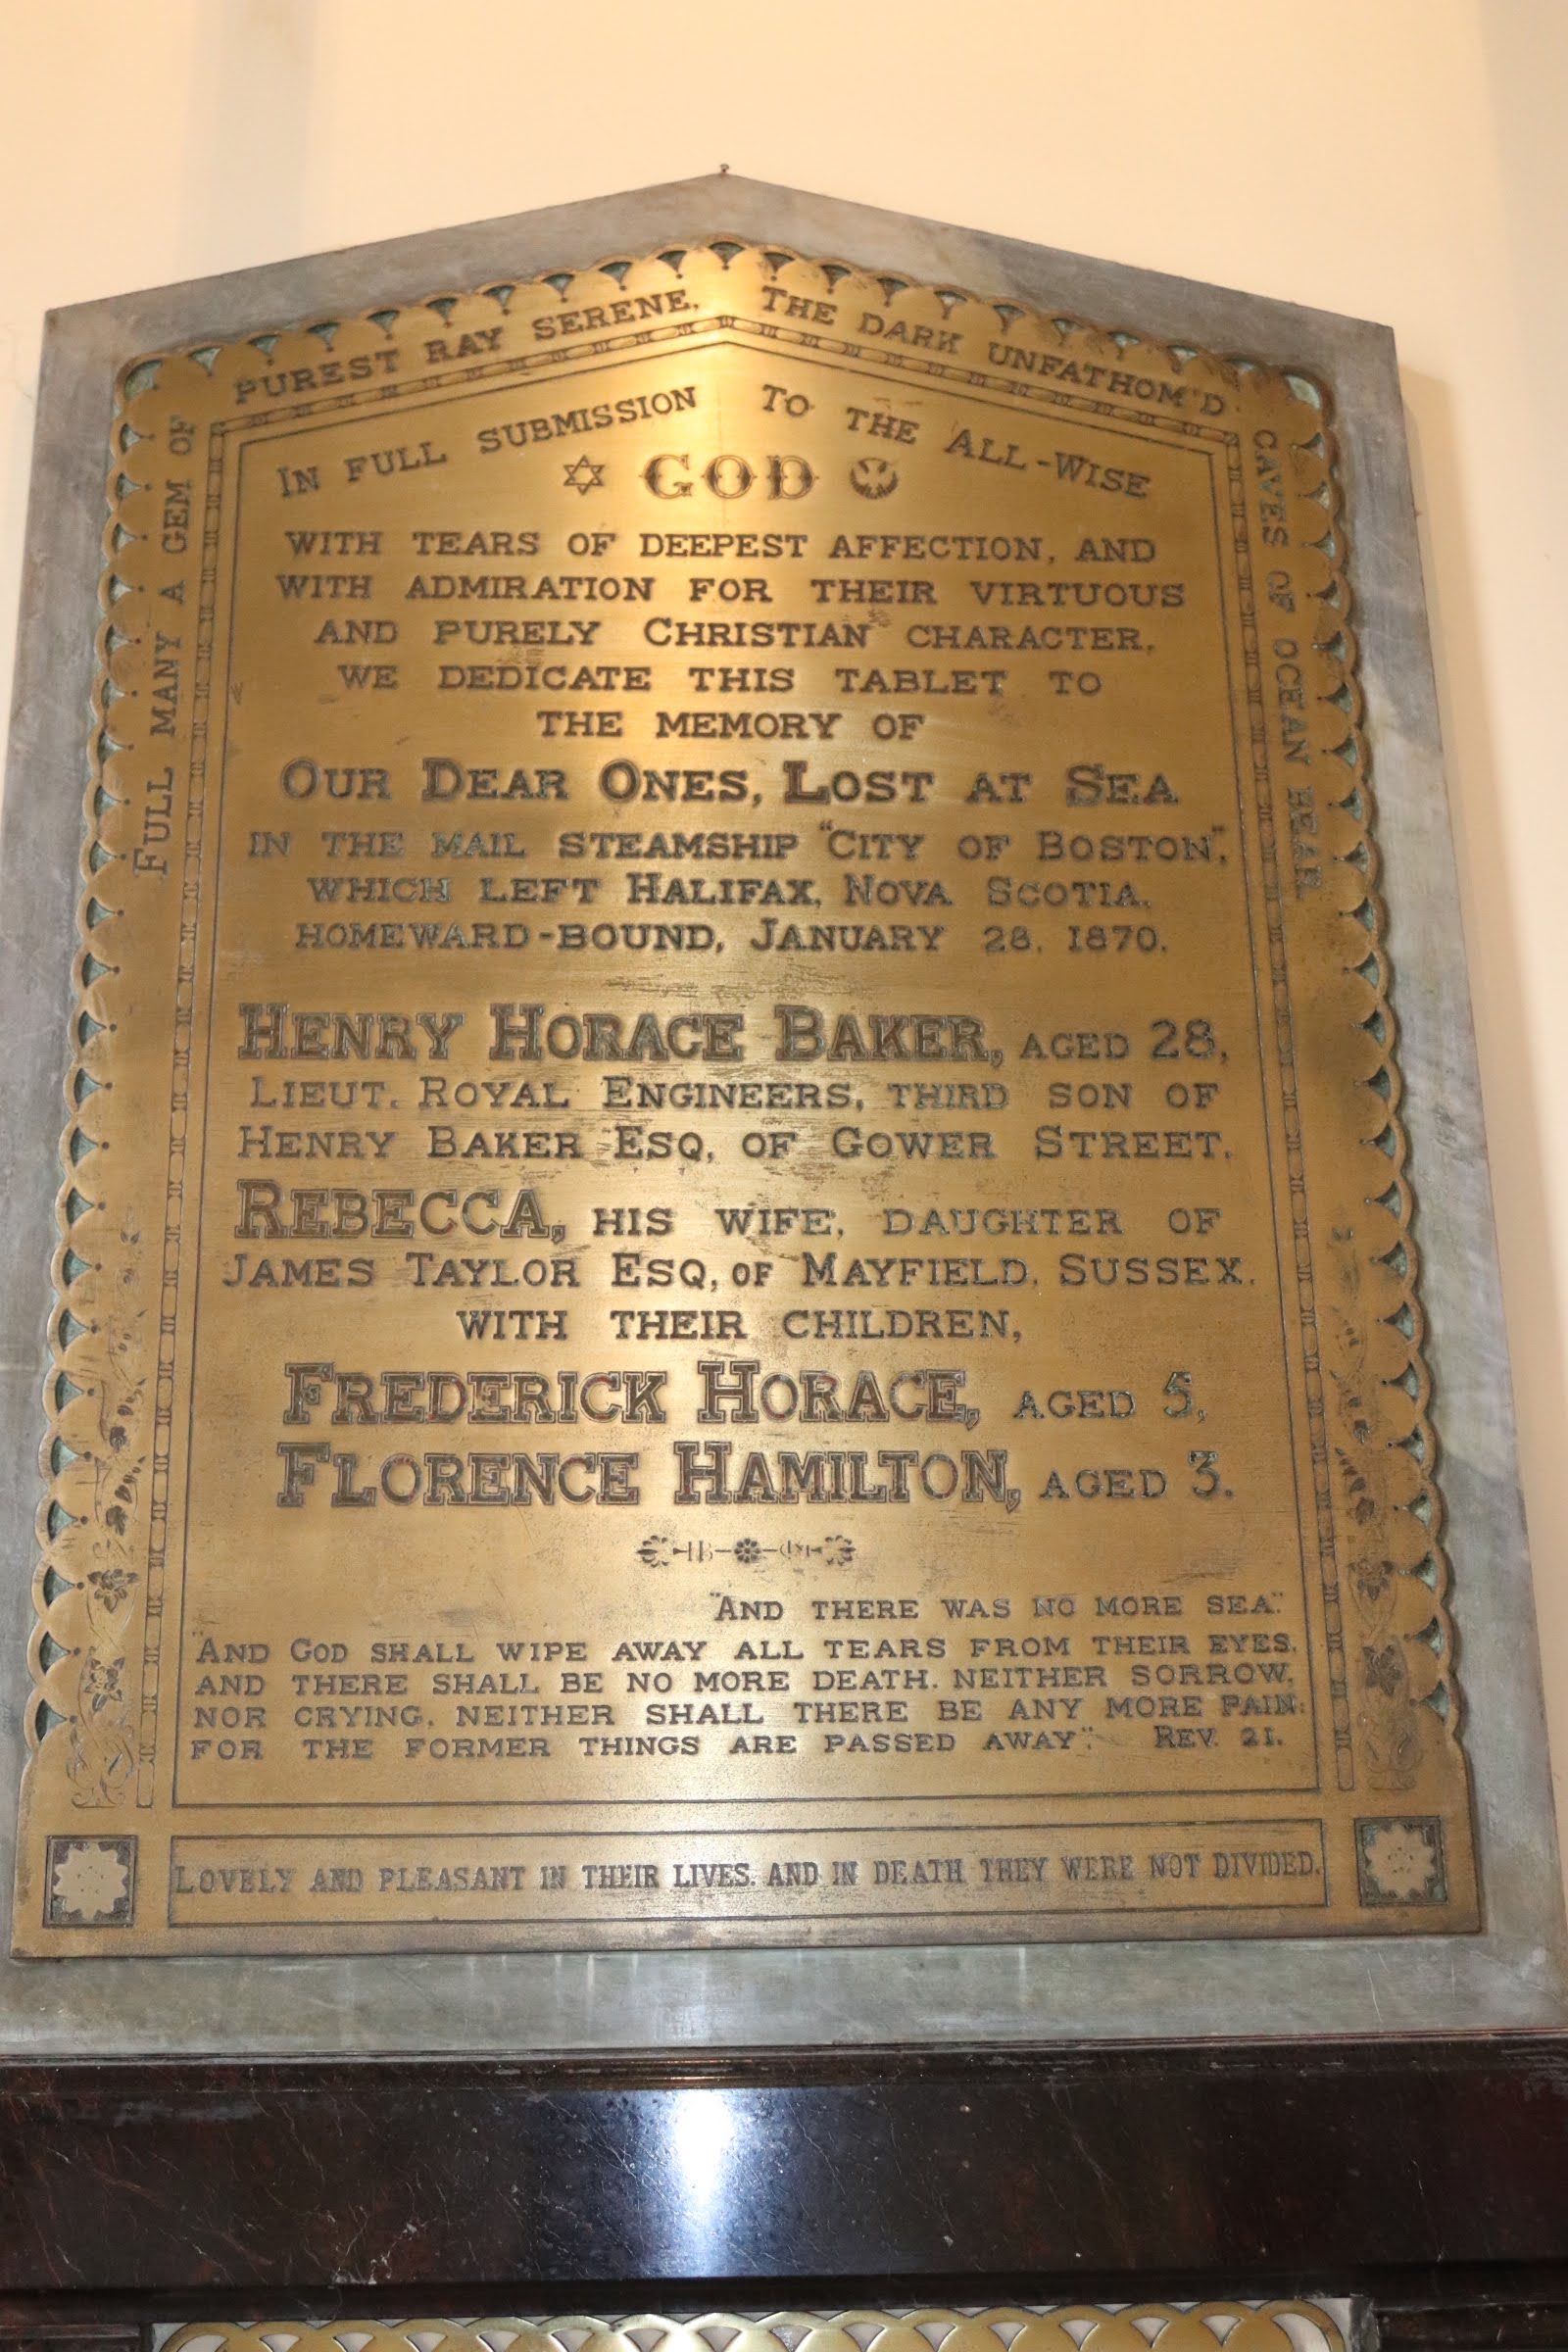 FULL MANY A GEM OF
PUREST RAY SERENE, THE DARK UNFATHOM'D
CAVES OF OCEAN BEAR
IN FULL SUBMISSION TO THE ALL-WISE
GOD
WITH TEARS OF DEEPEST AFFECTION, AND
WITH ADMIRATION FOR THEIR VIRTUOUS
AND PURELY CHRISTIAN CHARACTER,
WE DEDICATE THIS TABLET TO
THE MEMORY OF
OUR DEAR ONES, LOST AT SEA
IN THE MAIL STEAMSHIP "CITY OF BOSTON",
WHICH LEFT HALIFAX, NOVA SCOTIA,
HOMEWARD-BOUND, JANUARY 28, 1870.
HENRY HORACE BAKER, AGED 28,
LIEUT. ROYAL ENGINEERS, THIRD SON OF
HENRY BAKER ESQ, OF GOWER STREET.
REBECCA, HIS WIFE, DAUGHTER OF
JAMES TAYLOR ESQ, OF MAYFIELD, SUSSEX.
WITH THEIR CHILDREN,
FREDERICK HORACE, AGED 5,
FLORENCE HAMILTON, AGED 3.
"AND THERE WAS NO MORE SEA."
"AND GOD SHALL WIPE AWAY ALL TEARS FROM THEIR EYES,
AND THERE SHALL BE NO MORE DEATH, NEITHER SORROW,
NOR CRYING, NEITHER SHALL THERE BE ANY MORE PAIN:
FOR THE FORMER THINGS ARE PASSED AWAY". REV. 21.
LOVELY AND PLEASANT IN THEIR LIVES, AND IN DEATH THEY WERE NOT DIVIDED.